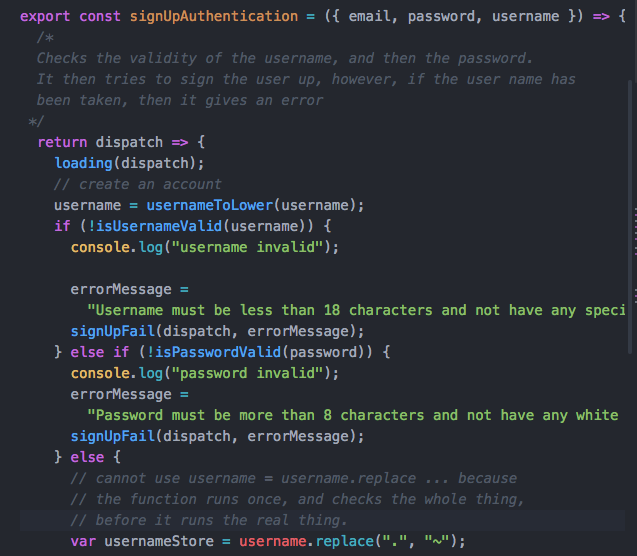 export const signUpAuthentication = ({ email, password, username }) => {
/*
Checks the validity of the username, and then the password.
It then tries to sign the user up, however, if the user name has
been taken, then it gives an error
*/
return dispatch => {
loading(dispatch);
// create an account
username = usernameToLower(username);
if (!isUsernameValid(username)) {
console.log("username invalid");
errorMessage =
"Username must be less than 18 characters and not have any speci
signUpFail(dispatch, errorMessage);
} else if (!isPasswordValid(password)) {
console.log("password invalid");
errorMessage =
"Password must be more than 8 characters and not have any white
signUpFail(dispatch, errorMessage);
} else {
// cannot use username = username.replace ... because
// the function runs once, and checks the whole thing,
// before it runs the real thing.
var usernameStore = username.replace(".", "~");